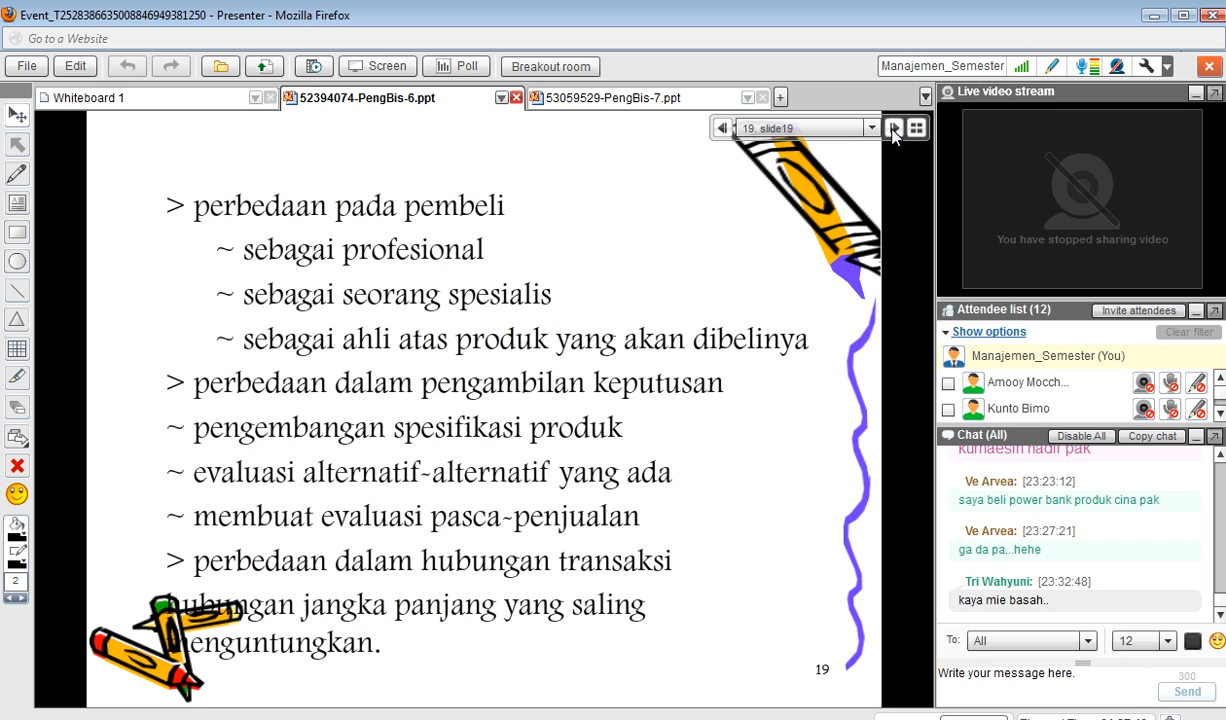 Event_T2528386635008846949381250 - Presenter - Mozilla Firefox
Go to a Website
File Edit Screen Poll Breakout room Manajemen_Semester
Whiteboard 1 52394074-PengBis-6.ppt 53059529-PengBis-7.ppt
19. slide19
> perbedaan pada pembeli
~ sebagai profesional
~ sebagai seorang spesialis
~ sebagai ahli atas produk yang akan dibelinya
> perbedaan dalam pengambilan keputusan
~ pengembangan spesifikasi produk
~ evaluasi alternatif-alternatif yang ada
~ membuat evaluasi pasca-penjualan
> perbedaan dalam hubungan transaksi
hubungan jangka panjang yang saling
menguntungkan.
19
2
Live video stream
You have stopped sharing video
Attendee list (12) Invite attendees
Show options Clear filter
Manajemen_Semester (You)
Amooy Mocch...
Kunto Bimo
Chat (All) Disable All Copy chat
kumaesin hadir pak
Ve Arvea: [23:23:12]
saya beli power bank produk cina pak
Ve Arvea: [23:27:21]
ga da pa...hehe
Tri Wahyuni: [23:32:48]
kaya mie basah..
To: All 12
Write your message here.
300
Send